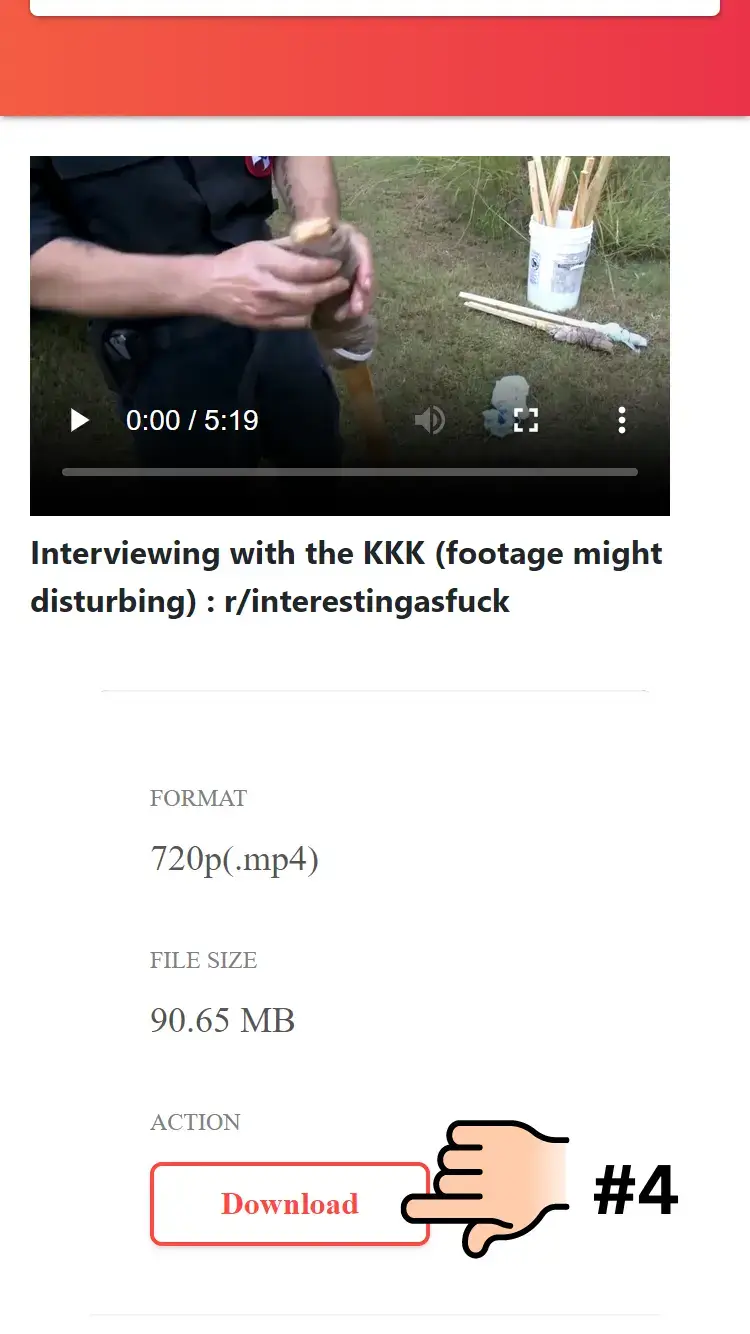 0:00 / 5:19
Interviewing with the KKK (footage might
disturbing) : r/interestingasfuck
FORMAT
720p(.mp4)
FILE SIZE
90.65 MB
ACTION
Download
#4